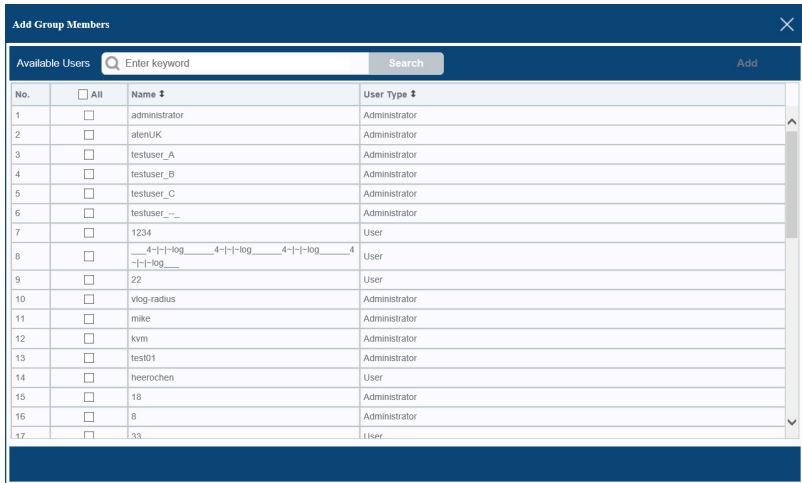 Add Group Members
Available Users Enter keyword Search Add
No. All Name User Type
1 administrator Administrator
2 atenUK Administrator
3 testuser_A Administrator
4 testuser_B Administrator
5 testuser_C Administrator
6 testuser_--_ Administrator
7 1234 User
8 ___4~|~|~log______4~|~|~log______4~|~|~log______4 User
~|~|~log___
9 22 User
10 vlog-radius Administrator
11 mike Administrator
12 kvm Administrator
13 test01 Administrator
14 heerochen User
15 18 Administrator
16 8 Administrator
17 33 User